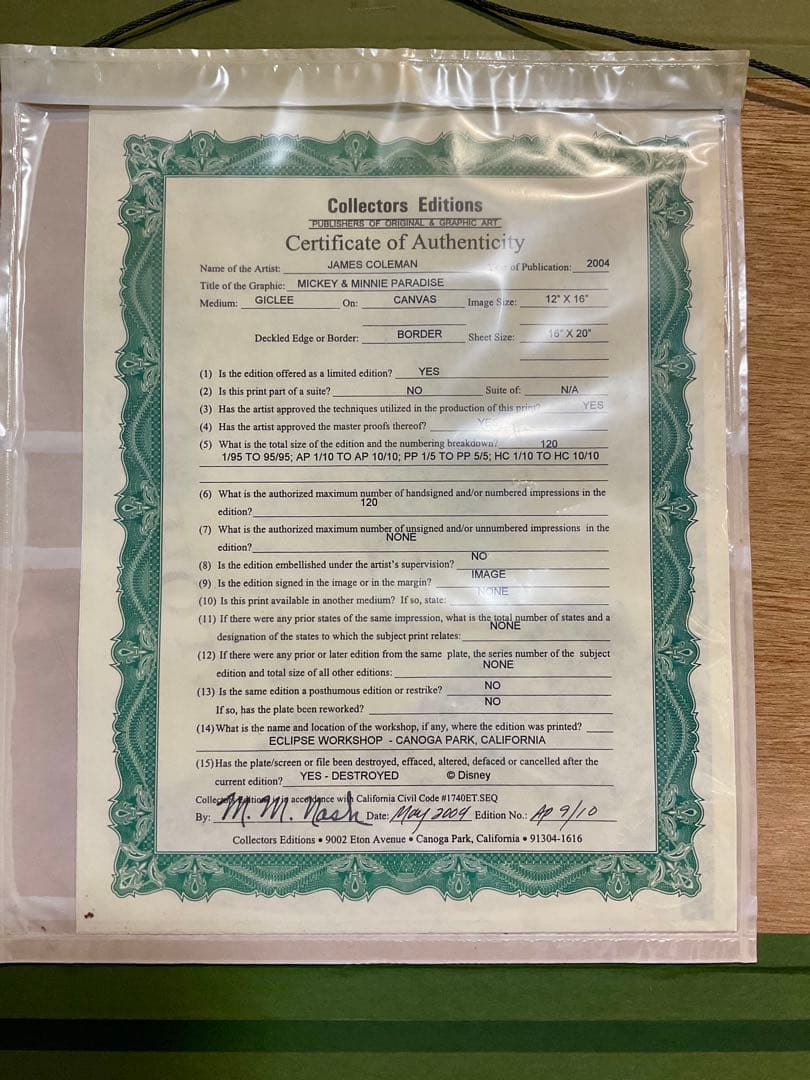 Collectors Editions
PUBLISHERS OF ORIGINAL & GRAPHIC ART
Certificate of Authenticity
Name of the Artist: JAMES COLEMAN of Publication: 2004
Title of the Graphic: MICKEY & MINNIE PARADISE
Medium: GICLEE On: CANVAS Image Size: 12" X 16"
Deckled Edge or Border: BORDER Sheet Size: 16" X 20"
(1) Is the edition offered as a limited edition? YES
(2) Is this print part of a suite? NO Suite of: N/A
(3) Has the artist approved the techniques utilized in the production of this print? YES
(4) Has the artist approved the master proofs thereof? YES
(5) What is the total size of the edition and the numbering breakdown? 120
1/95 TO 95/95; AP 1/10 TO AP 10/10; PP 1/5 TO PP 5/5; HC 1/10 TO HC 10/10
(6) What is the authorized maximum number of handsigned and/or numbered impressions in the
edition? 120
(7) What is the authorized maximum number of unsigned and/or unnumbered impressions in the
edition? NONE
(8) Is the edition embellished under the artist's supervision? NO
(9) Is the edition signed in the image or in the margin? IMAGE
(10) Is this print available in another medium? If so, state: NONE
(11) If there were any prior states of the same impression, what is the total number of states and a
designation of the states to which the subject print relates: NONE
(12) If there were any prior or later edition from the same plate, the series number of the subject
edition and total size of all other editions: NONE
(13) Is the same edition a posthumous edition or restrike? NO
If so, has the plate been reworked? NO
(14) What is the name and location of the workshop, if any, where the edition was printed?
ECLIPSE WORKSHOP - CANOGA PARK, CALIFORNIA
(15) Has the plate/screen or file been destroyed, effaced, altered, defaced or cancelled after the
current edition? YES - DESTROYED © Disney
Collectors Editions in accordance with California Civil Code #1740ET.SEQ
By: M. M. Nash Date: May 2004 Edition No.: AP 9/10
Collectors Editions • 9002 Eton Avenue • Canoga Park, California • 91304-1616